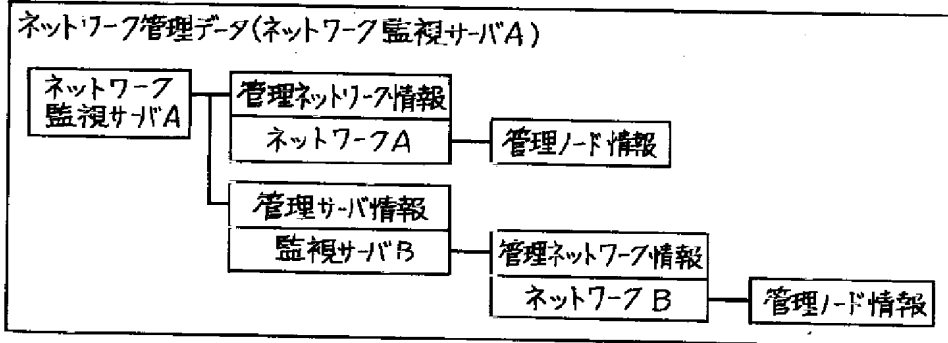 ネットワーク管理データ(ネットワーク監視サーバA)
ネットワーク
監視サーバA
管理ネットワーク情報
ネットワークA
管理ノード情報
管理サーバ情報
監視サーバB
管理ネットワーク情報
ネットワークB
管理ノード情報